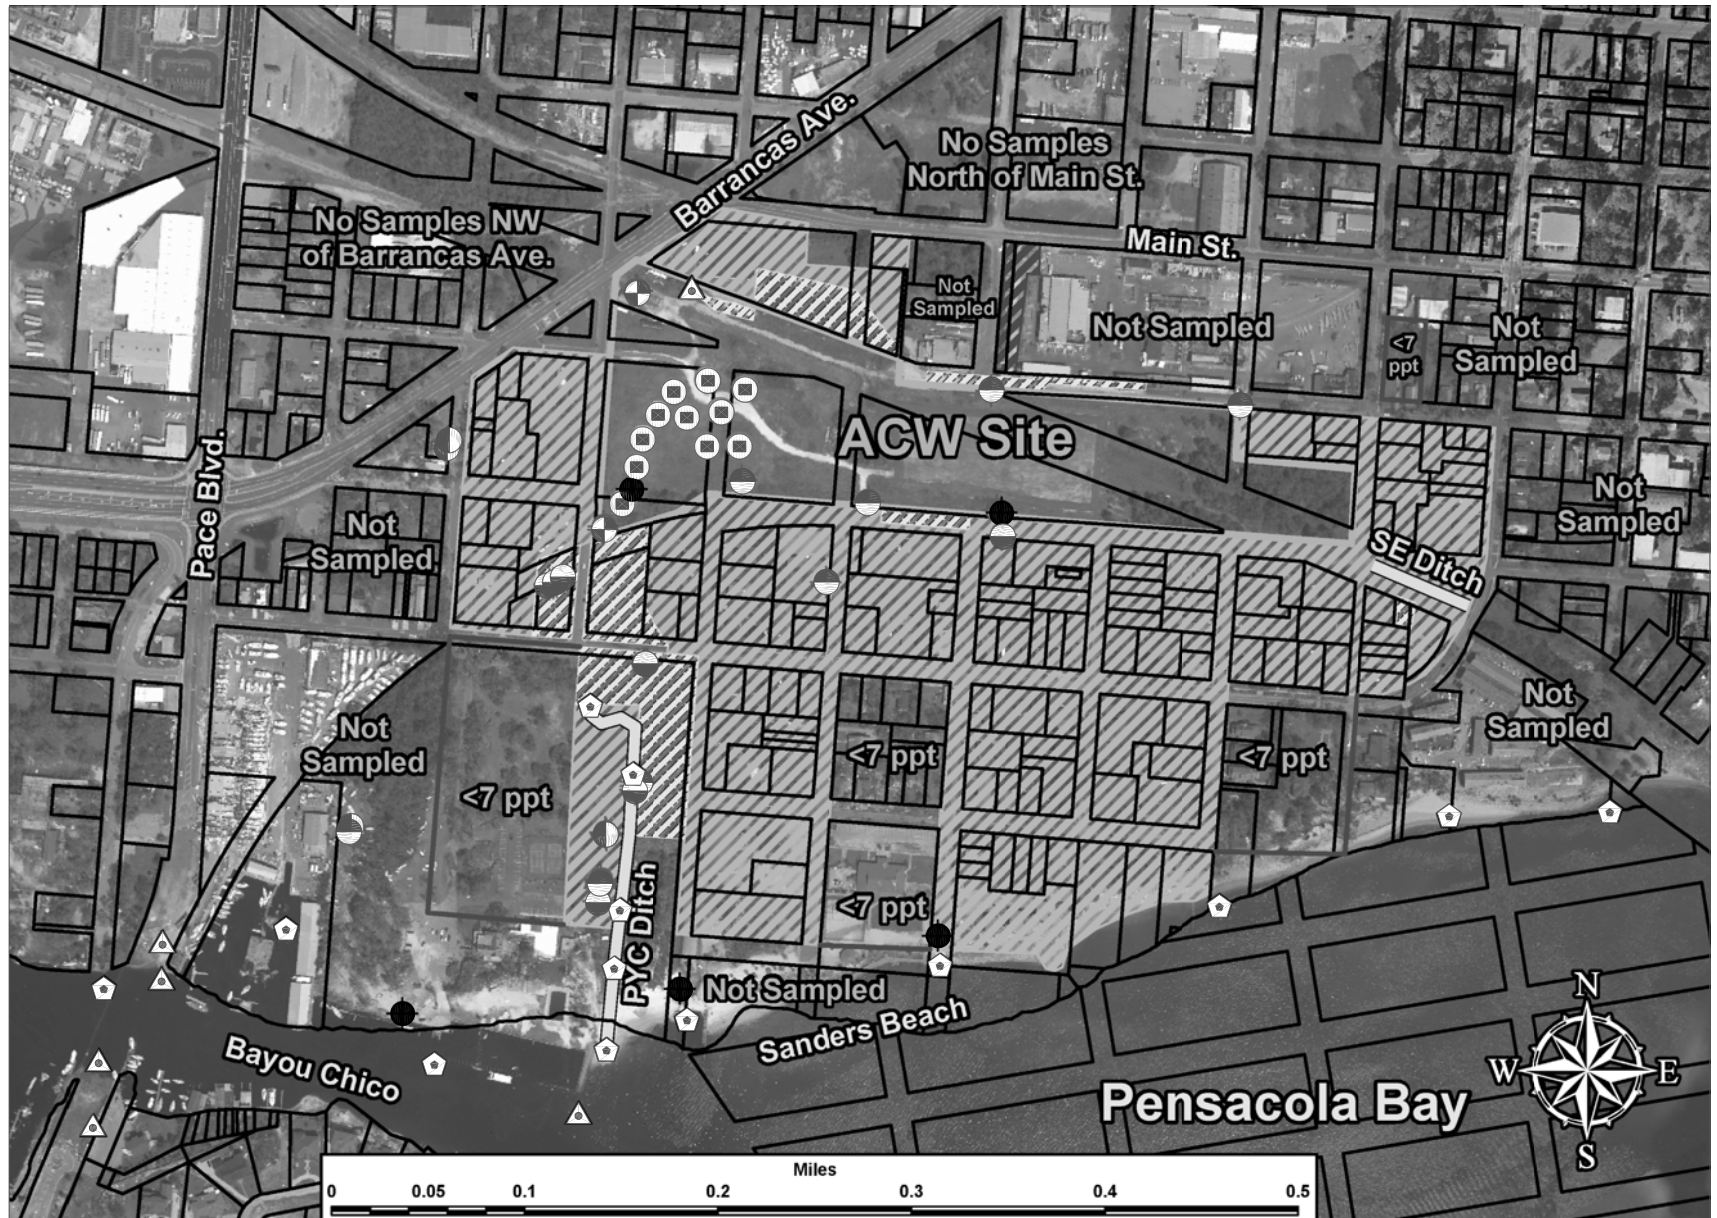 No Samples
North of Main St.
Barrancas Ave.
No Samples NW
of Barrancas Ave.
Main St.
Not
Sampled
Not Sampled
<7
ppt
Not
Sampled
ACW Site
Pace Blvd.
Not
Sampled
Not
Sampled
SE Ditch
Not
Sampled
<7 ppt
<7 ppt
<7 ppt
Not
Sampled
<7 ppt
PYC Ditch
Not Sampled
Sanders Beach
Bayou Chico
Pensacola Bay
N
W
E
S
Miles
0 0.05 0.1 0.2 0.3 0.4 0.5